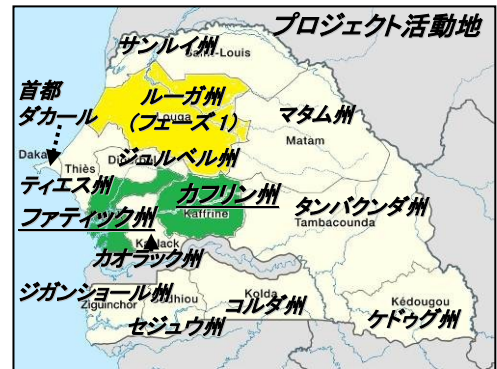 プロジェクト活動地
サンルイ州
Saint-Louis
首都
ダカール
ルーガ州
Louga
(フェーズ1)
マタム州
Matam
Dakar
Thiès
ジュルベル州
ティエス州
カフリン州
Kaffrine
タンバクンダ州
Tambacounda
ファティック州
Kaolack
カオラック州
ジガンショール州
Ziguinchor
Sédhiou
Kolda
コルダ州
セジュウ州
Kédougou
ケドゥグ州